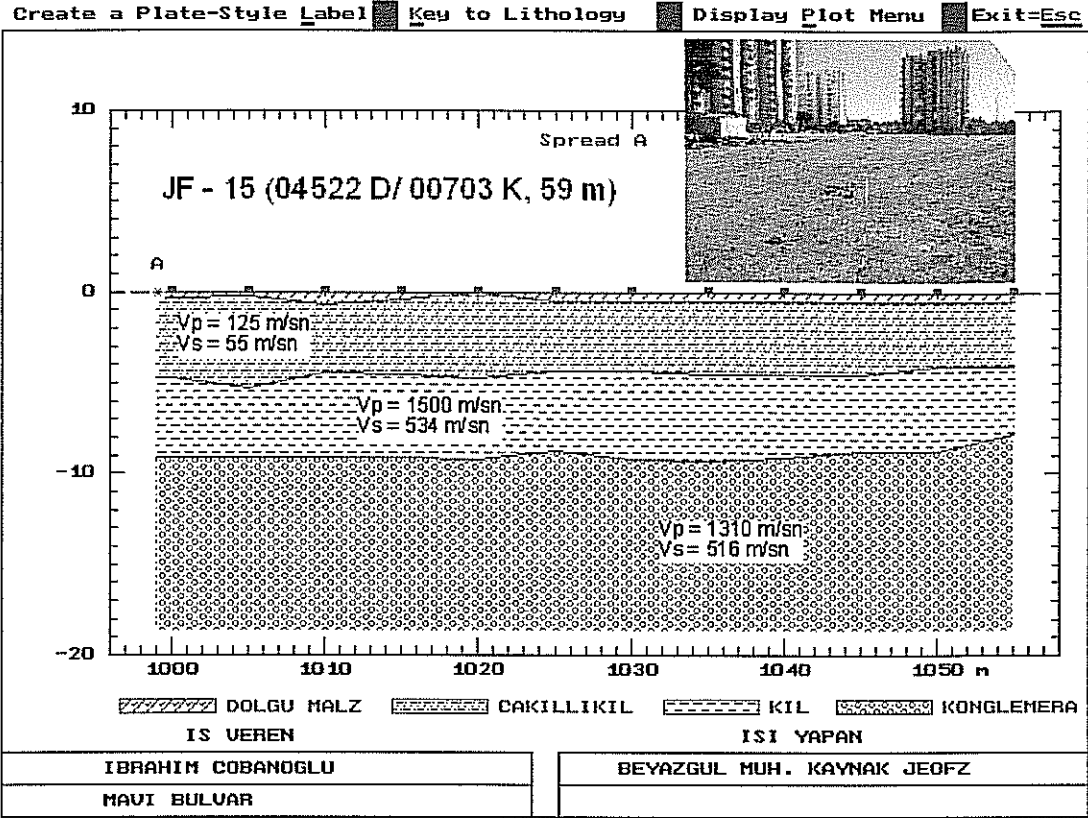 Create a Plate-Style Label Key to Lithology Display Plot Menu Exit=Esc
10
Spread A
JF - 15 (04522 D/ 00703 K, 59 m)
A
0
Vp = 125 m/sn
Vs = 55 m/sn
Vp = 1500 m/sn
Vs = 534 m/sn
-10
Vp = 1310 m/sn
Vs = 516 m/sn
-20
1000 1010 1020 1030 1040 1050 m
DOLGU MALZ CAKILLIKIL KIL KONGLEMERA
IS VEREN ISI YAPAN
IBRAHIM COBANOGLU BEYAZGUL MUH. KAYNAK JEOFZ
MAVI BULVAR